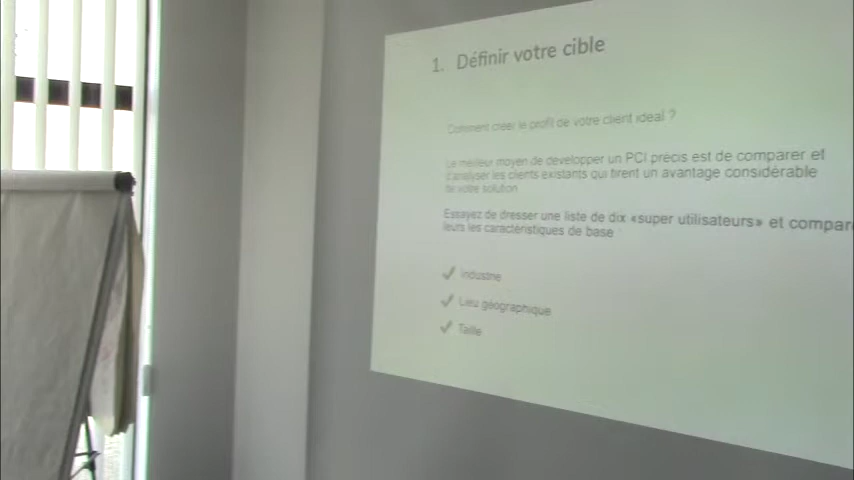 1. Définir votre cible
Comment créer le profil de votre client ideal ?
Le meilleur moyen de developper un PCI précis est de comparer et
d'analyser les clients existants qui tirent un avantage considérable
de votre solution
Essayez de dresser une liste de dix «super utilisateurs» et compar
leurs les caractéristiques de base
✓ Industrie
✓ Lieu géographique
✓ Taille